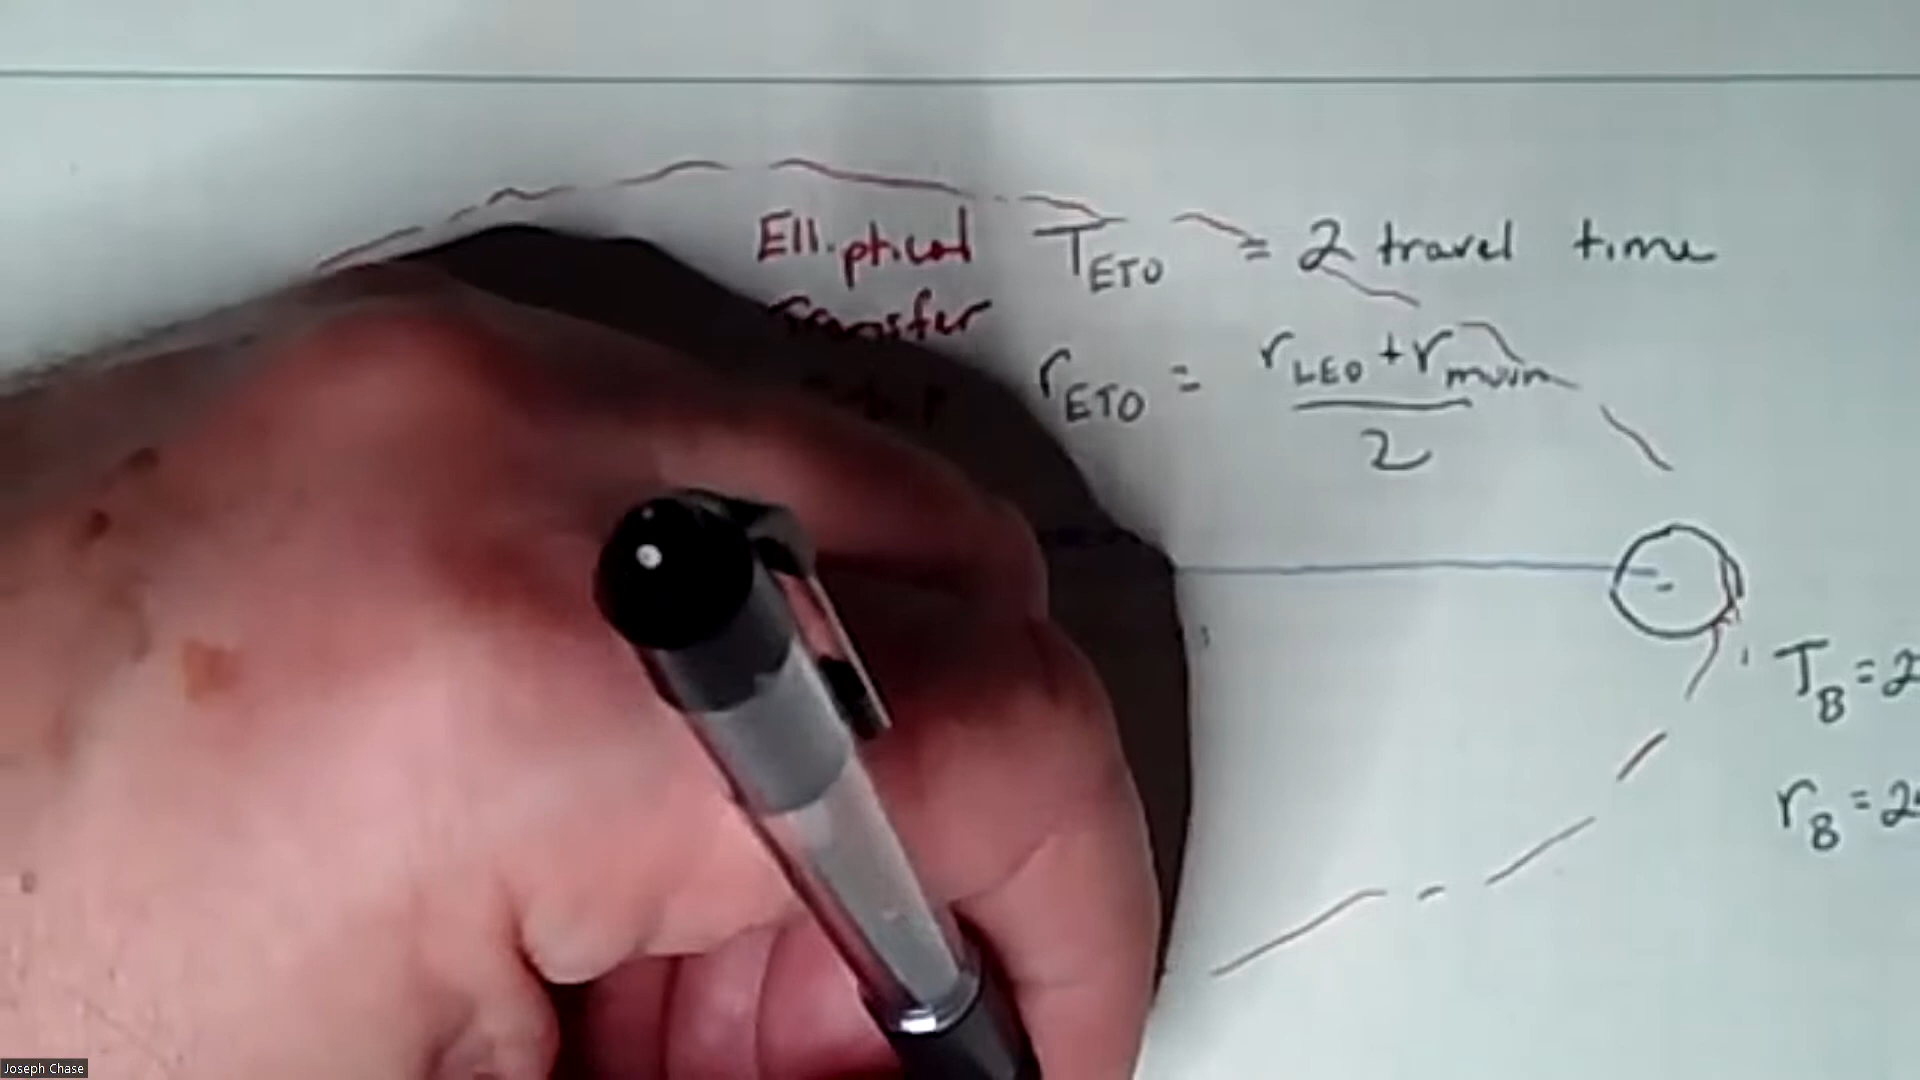 Elliptical
Transfer
T_ETO = 2 travel time
r_ETO = r_LEO + r_moon
2
T_B = 2
r_B = 2
Joseph Chase